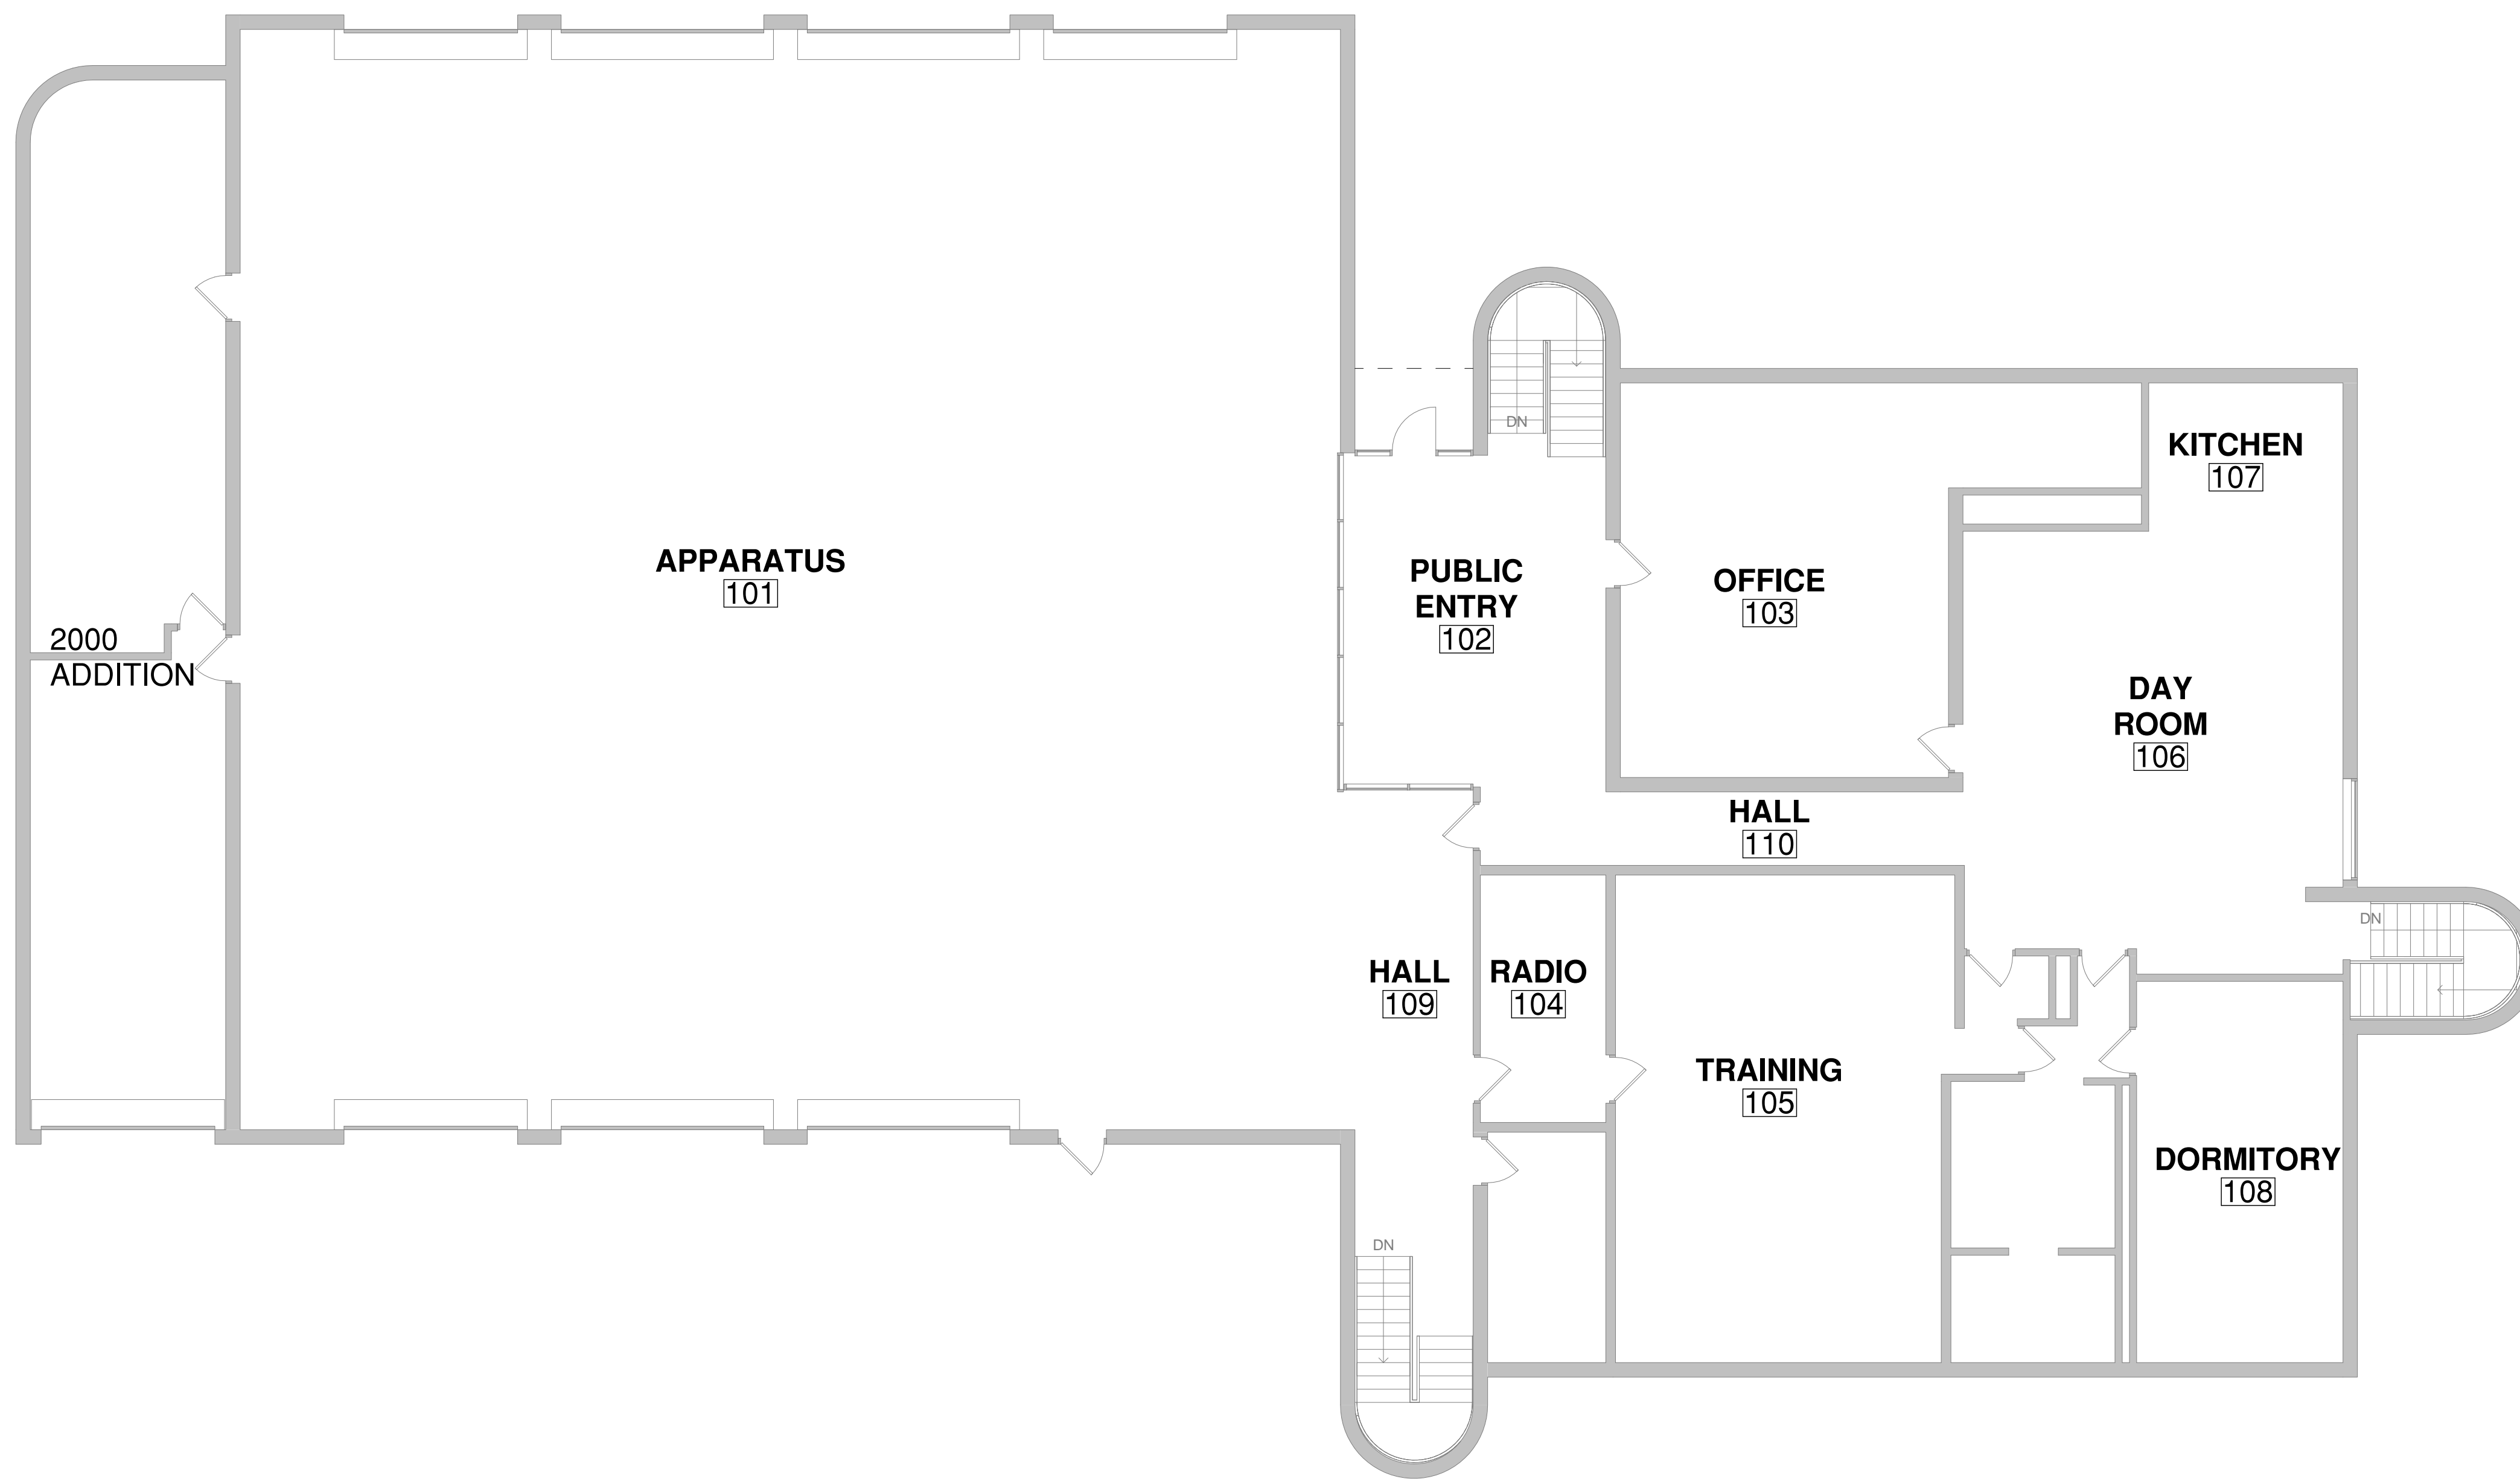 DN
KITCHEN
107
APPARATUS
101
PUBLIC
ENTRY
102
OFFICE
103
2000
ADDITION
DAY
ROOM
106
HALL
110
DN
HALL
109
RADIO
104
TRAINING
105
DORMITORY
108
DN